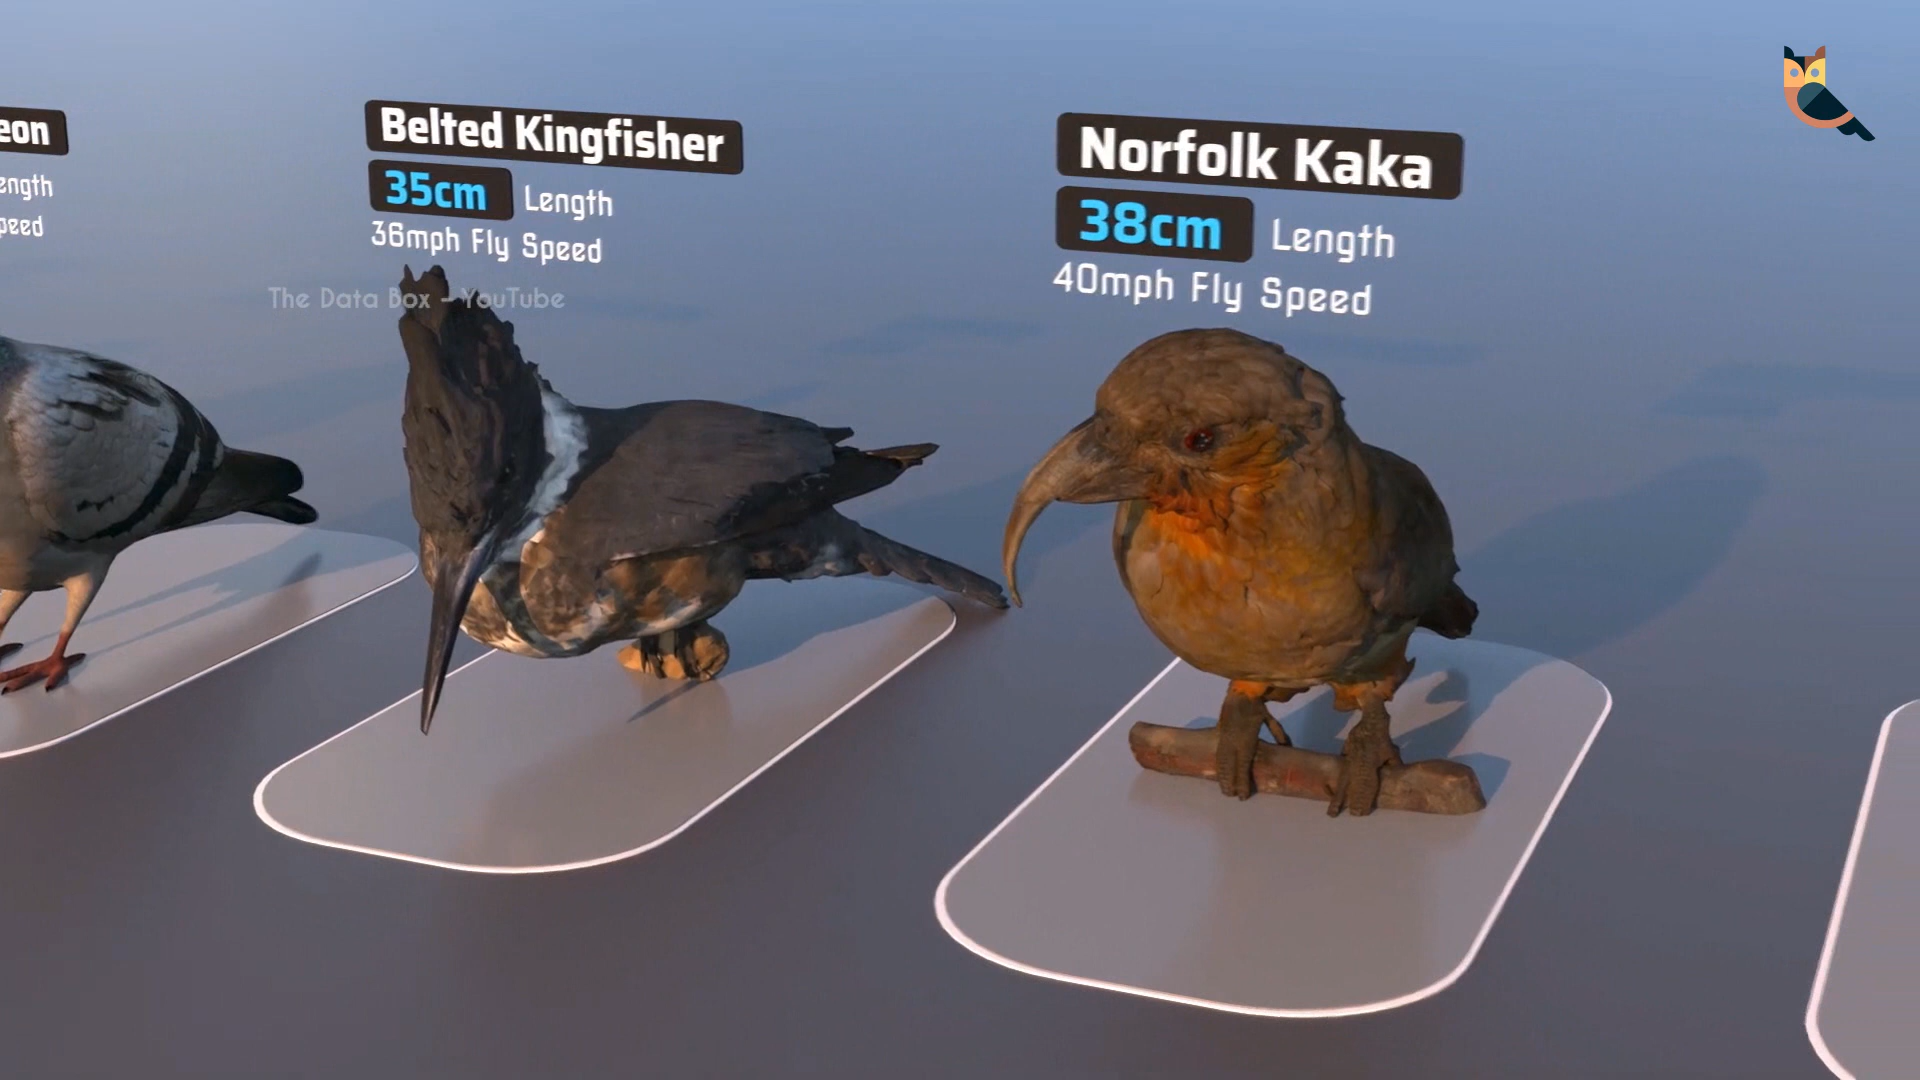 eon
ength
peed
Belted Kingfisher
35cm Length
36mph Fly Speed
The Data Box - YouTube
Norfolk Kaka
38cm Length
40mph Fly Speed